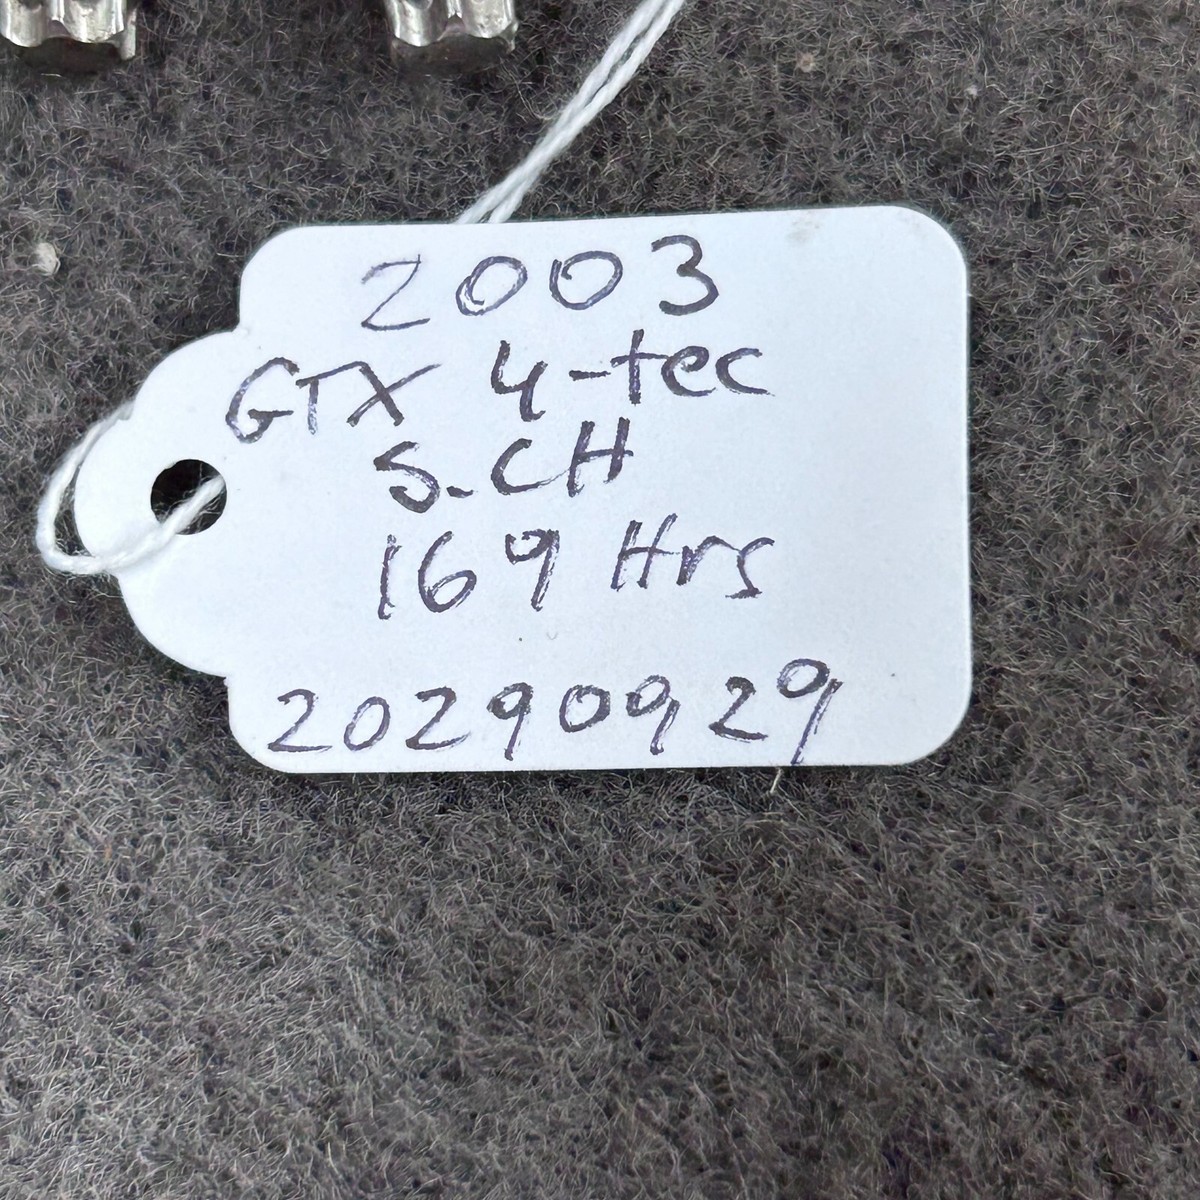 2003
GTX 4-tec
S.CH
169 Hrs
20290929